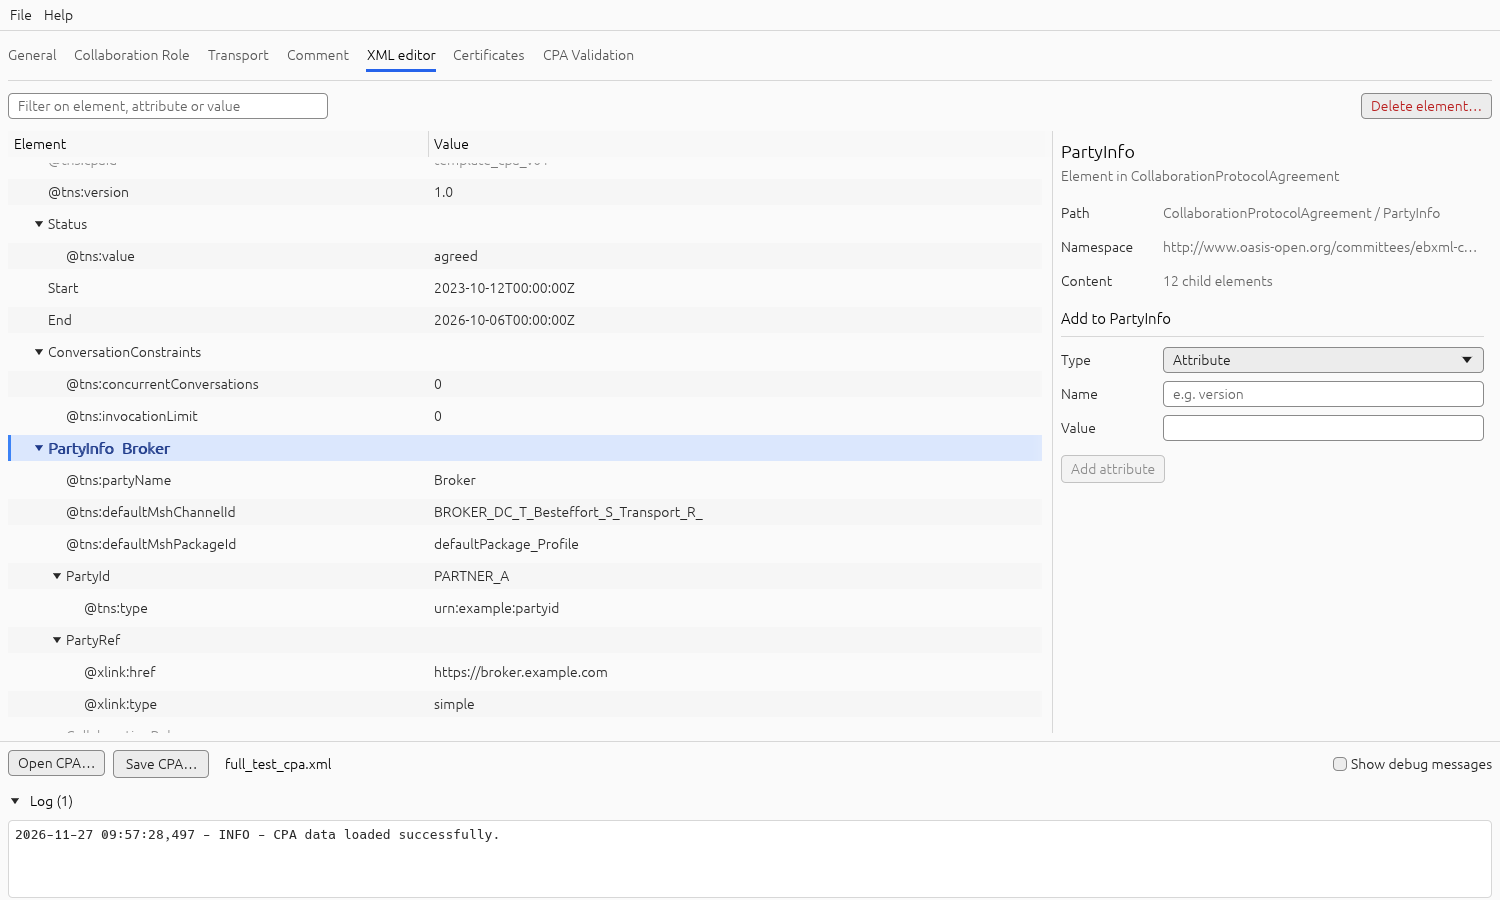 File Help
General Collaboration Role Transport Comment XML editor Certificates CPA Validation
Filter on element, attribute or value
Delete element...
Element Value
@tns:version 1.0
Status
@tns:value agreed
Start 2023-10-12T00:00:00Z
End 2026-10-06T00:00:00Z
ConversationConstraints
@tns:concurrentConversations 0
@tns:invocationLimit 0
PartyInfo Broker
@tns:partyName Broker
@tns:defaultMshChannelId BROKER_DC_T_Besteffort_S_Transport_R_
@tns:defaultMshPackageId defaultPackage_Profile
PartyId PARTNER_A
@tns:type urn:example:partyid
PartyRef
@xlink:href https://broker.example.com
@xlink:type simple
PartyInfo
Element in CollaborationProtocolAgreement
Path CollaborationProtocolAgreement / PartyInfo
Namespace http://www.oasis-open.org/committees/ebxml-c...
Content 12 child elements
Add to PartyInfo
Type Attribute
Name e.g. version
Value
Add attribute
Open CPA... Save CPA... full_test_cpa.xml
Show debug messages
Log (1)
2026-11-27 09:57:28,497 - INFO - CPA data loaded successfully.